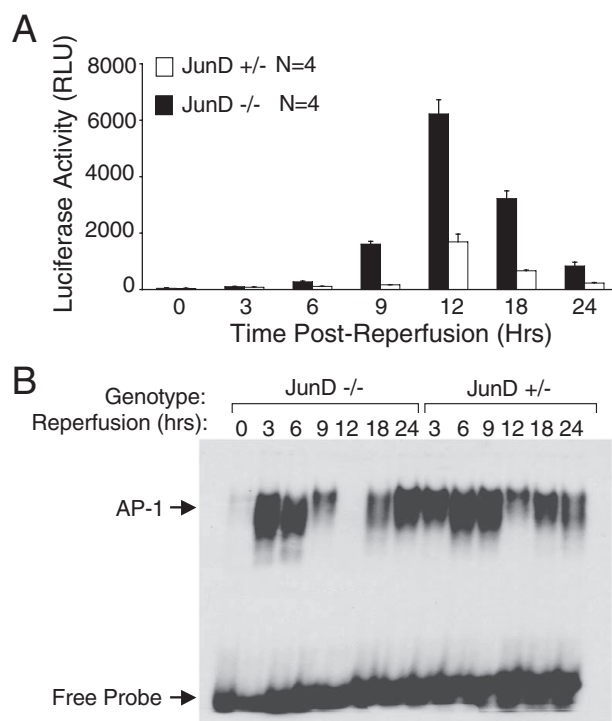 A
Luciferase Activity (RLU)
8000
6000
4000
2000
0
JunD +/- N=4
JunD -/- N=4
0 3 6 9 12 18 24
Time Post-Reperfusion (Hrs)
B
Genotype: JunD -/- JunD +/-
Reperfusion (hrs): 0 3 6 9 12 18 24 3 6 9 12 18 24
AP-1
Free Probe